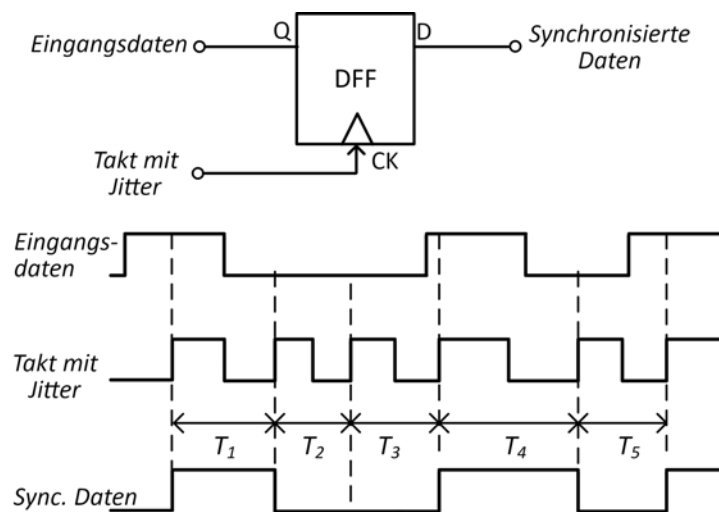 Eingangsdaten
Q
D
Synchronisierte
Daten
DFF
Takt mit
Jitter
CK
Eingangs-
daten
Takt mit
Jitter
T1
T2
T3
T4
T5
Sync. Daten